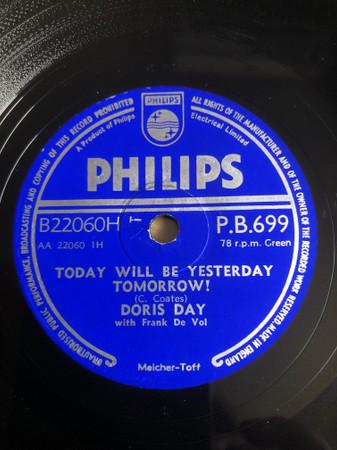 UNAUTHORISED PUBLIC PERFORMANCE, BROADCASTING AND COPYING OF THIS RECORD PROHIBITED
ALL RIGHTS OF THE MANUFACTURER AND OF THE OWNER OF THE RECORDED WORK RESERVED MADE IN ENGLAND
PHILIPS
A Product of Philips
Electrical Limited
PHILIPS
B22060H
P.B.699
AA 22060 1H
78 r.p.m. Green
TODAY WILL BE YESTERDAY
TOMORROW!
(C. Coates)
DORIS DAY
with Frank De Vol
Melcher-Toff